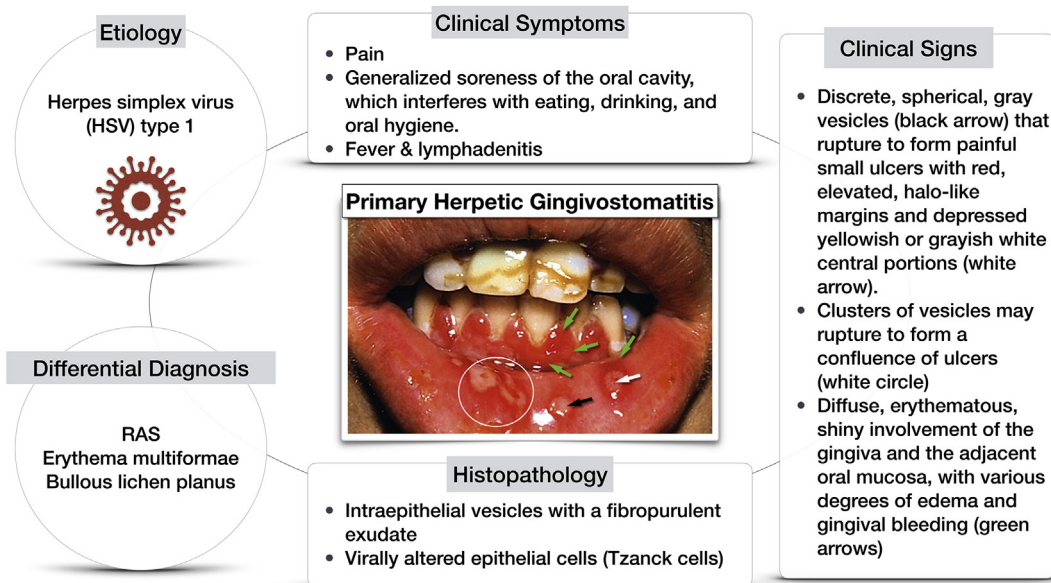 Etiology
Herpes simplex virus
(HSV) type 1
Clinical Symptoms
• Pain
• Generalized soreness of the oral cavity,
which interferes with eating, drinking, and
oral hygiene.
• Fever & lymphadenitis
Clinical Signs
• Discrete, spherical, gray
vesicles (black arrow) that
rupture to form painful
small ulcers with red,
elevated, halo-like
margins and depressed
yellowish or grayish white
central portions (white
arrow).
• Clusters of vesicles may
rupture to form a
confluence of ulcers
(white circle)
• Diffuse, erythematous,
shiny involvement of the
gingiva and the adjacent
oral mucosa, with various
degrees of edema and
gingival bleeding (green
arrows)
Primary Herpetic Gingivostomatitis
Differential Diagnosis
RAS
Erythema multiformae
Bullous lichen planus
Histopathology
• Intraepithelial vesicles with a fibropurulent
exudate
• Virally altered epithelial cells (Tzanck cells)